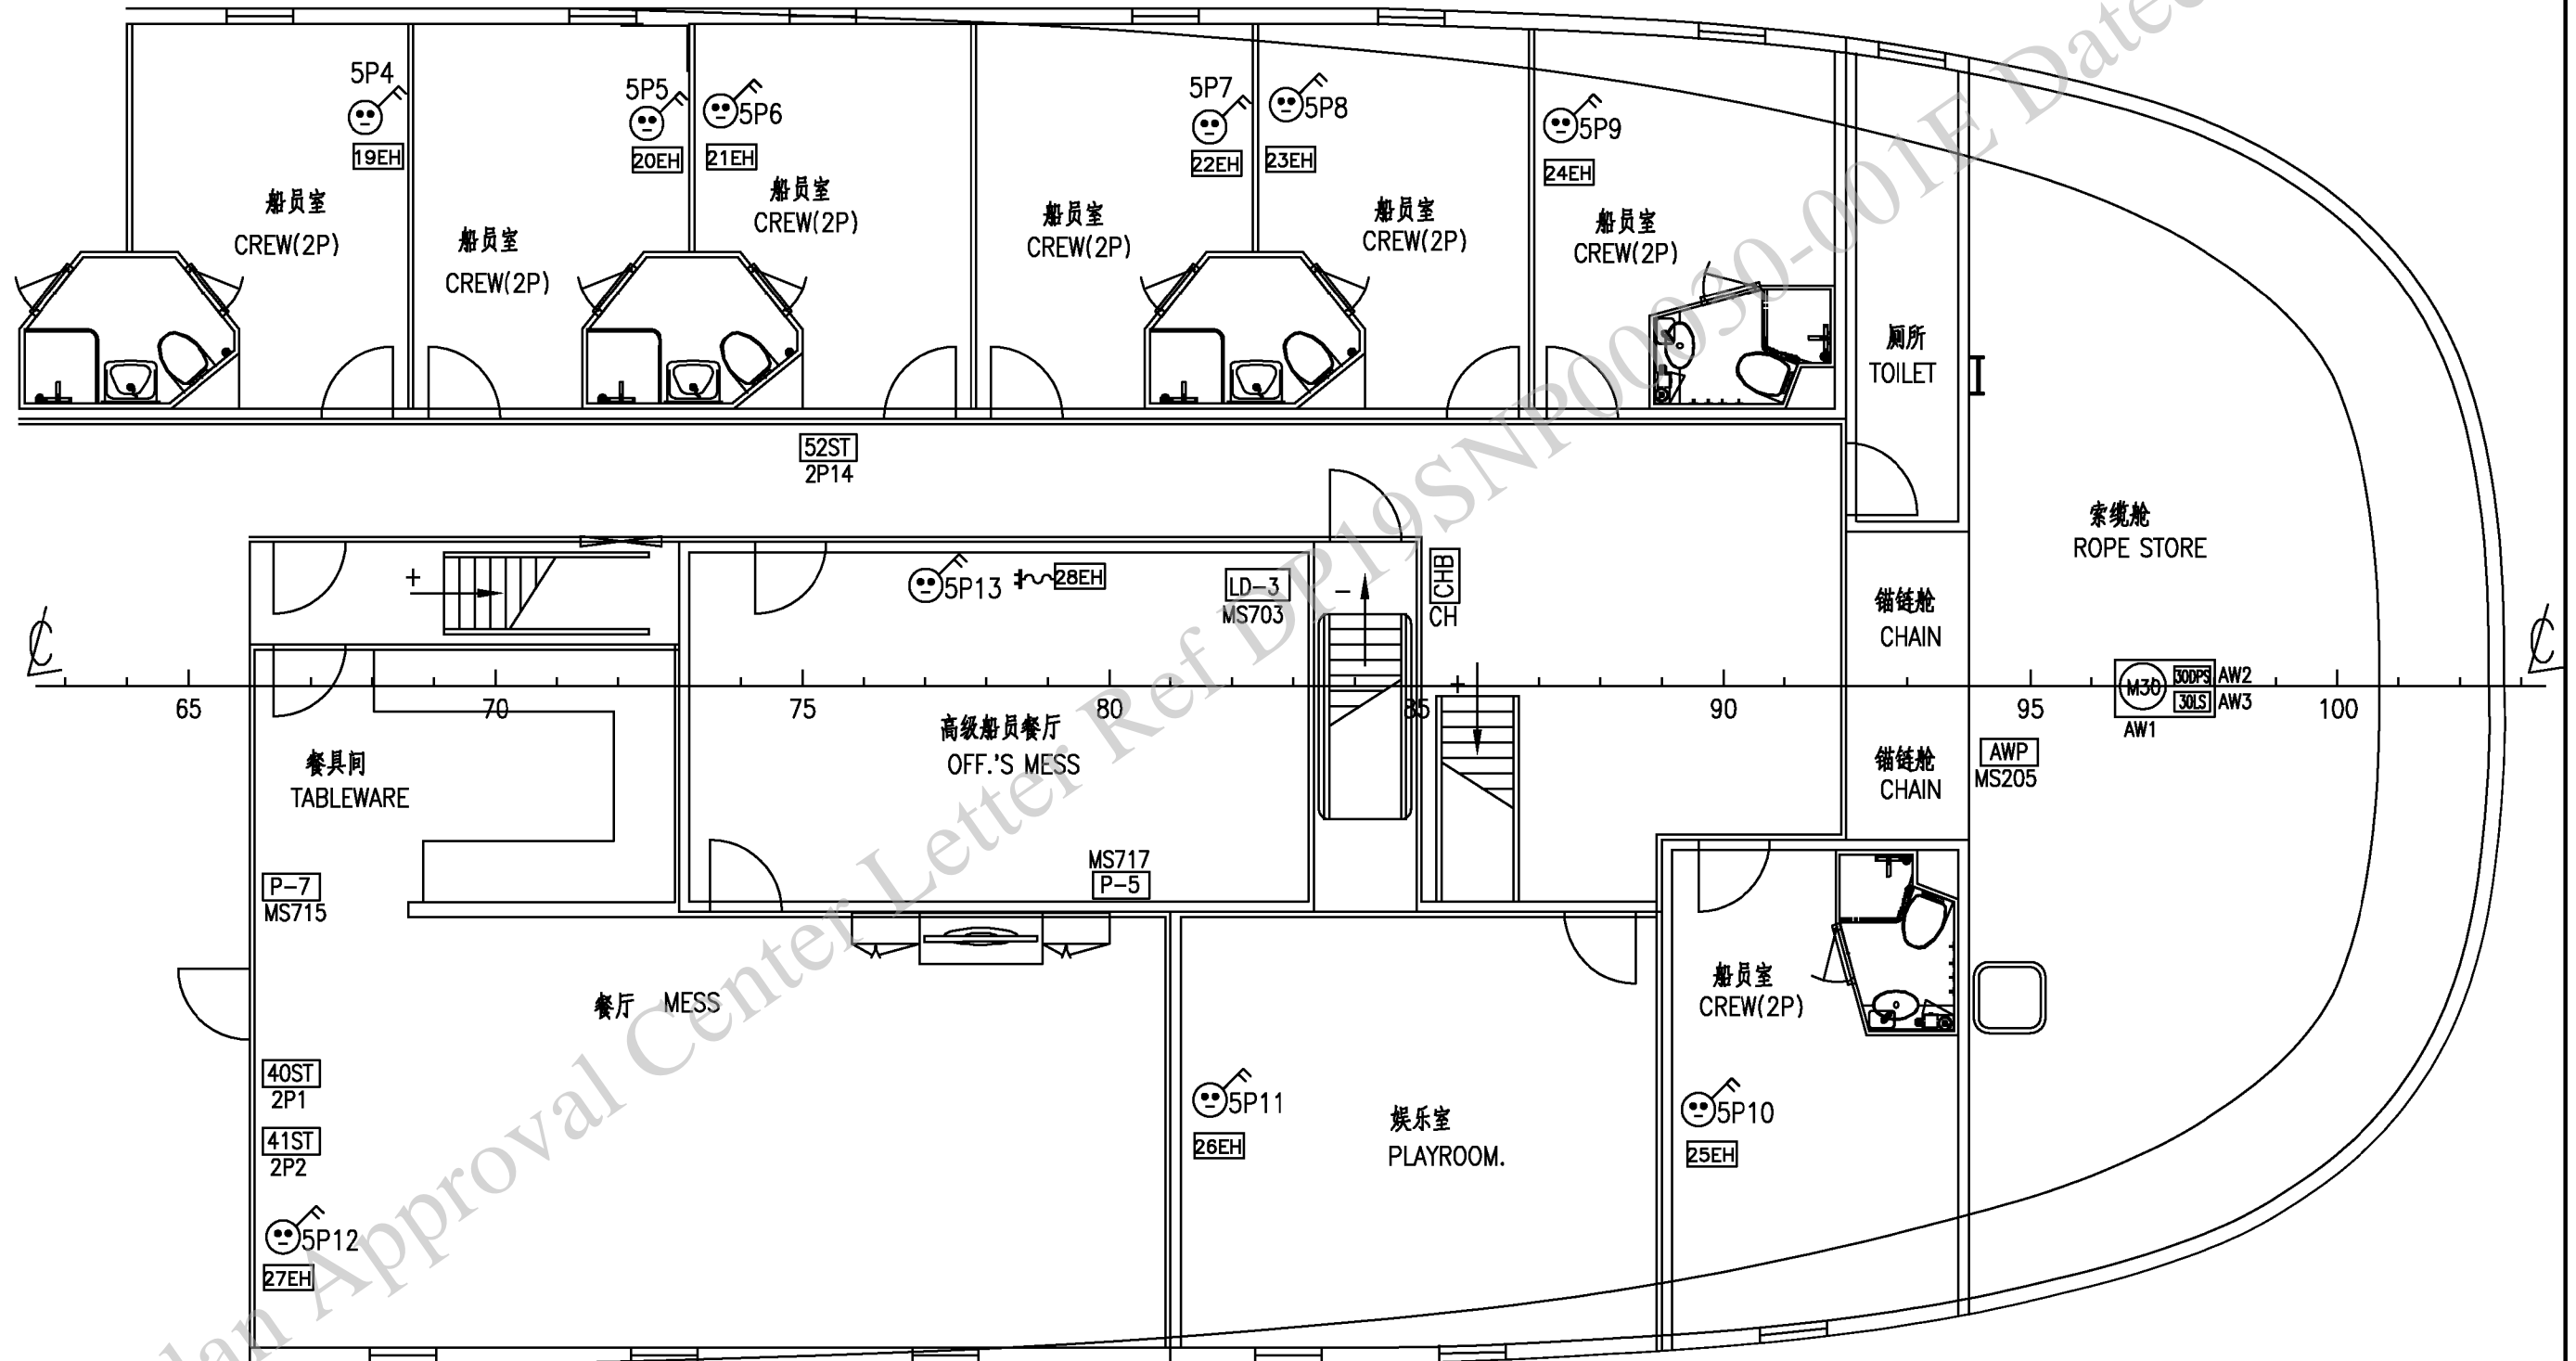 5P4
19EH
船员室
CREW(2P)
5P5
20EH
船员室
CREW(2P)
5P6
21EH
船员室
CREW(2P)
5P7
22EH
船员室
CREW(2P)
5P8
23EH
船员室
CREW(2P)
5P9
24EH
船员室
CREW(2P)
厕所
TOILET
52ST
2P14
索缆舱
ROPE STORE
+
5P13
28EH
LD-3
MS703
-
CHB
CH
锚链舱
CHAIN
+
M30
30DPS
AW2
30LS
AW3
AW1
65
70
75
80
85
90
95
100
餐具间
TABLEWARE
高级船员餐厅
OFF.'S MESS
锚链舱
CHAIN
AWP
MS205
P-7
MS715
MS717
P-5
餐厅 MESS
船员室
CREW(2P)
40ST
2P1
41ST
2P2
5P12
27EH
5P11
26EH
娱乐室
PLAYROOM.
5P10
25EH
lan Approval Center Letter Ref DP19SNP00030-001E Date